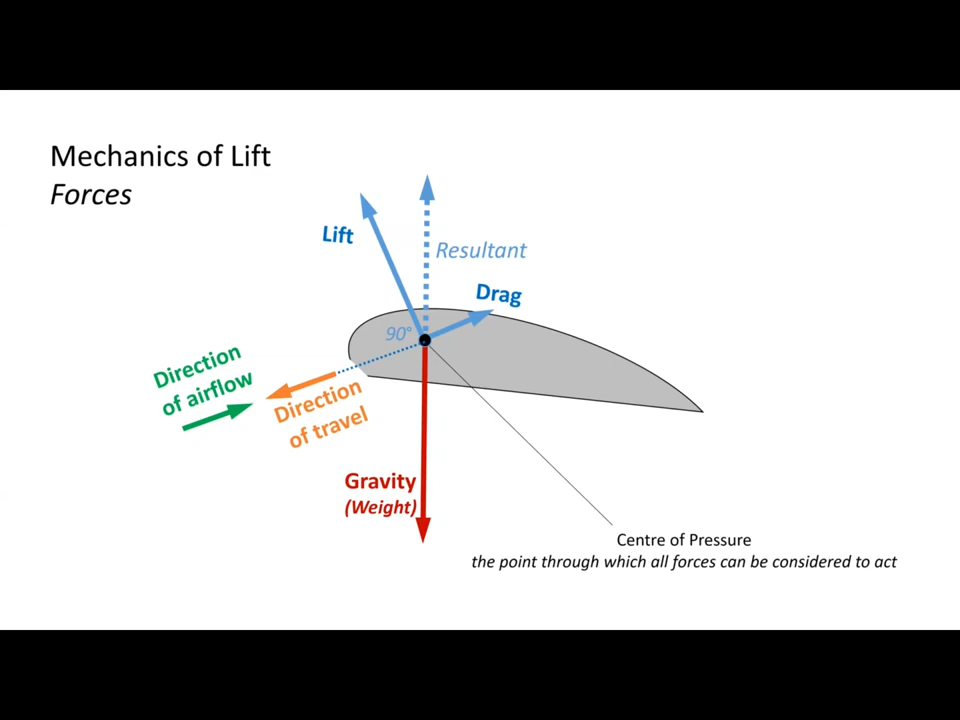 Mechanics of Lift
Forces
Lift
Resultant
Drag
90°
Direction
of airflow
Direction
of travel
Gravity
(Weight)
Centre of Pressure
the point through which all forces can be considered to act